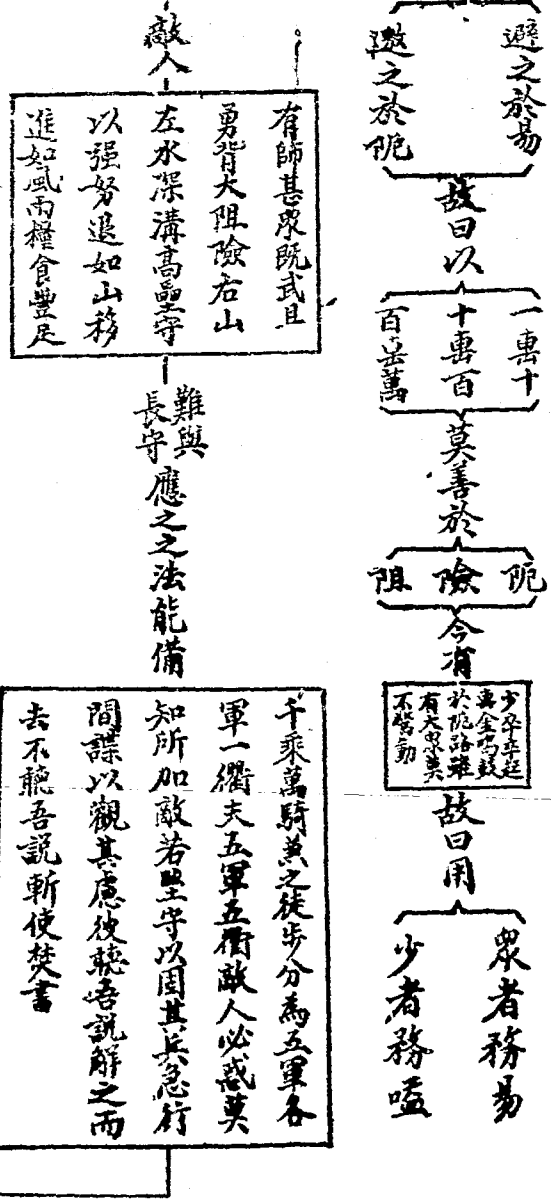 避之於易
邀之於阨
故曰以
一擊十
十擊百
百擊萬
莫善於
阨
險
阻
今有
少卒卒起
擊金鳴鼓
於阨路雖
有大眾莫
不驚動
故曰用
眾者務易
少者務隘
敵人
有師甚眾既武且
勇背大阻險右山
左水深溝高壘守
以强弩退如山移
進如風雨糧食豐足
難與
長守
應之之法能備
千乘萬騎兼之徒步分為五軍各
軍一衢夫五軍五衢敵人必惑莫
知所加敵若堅守以固其兵急行
間諜以觀其慮彼聽吾說解之而
去不聽吾說斬使焚書